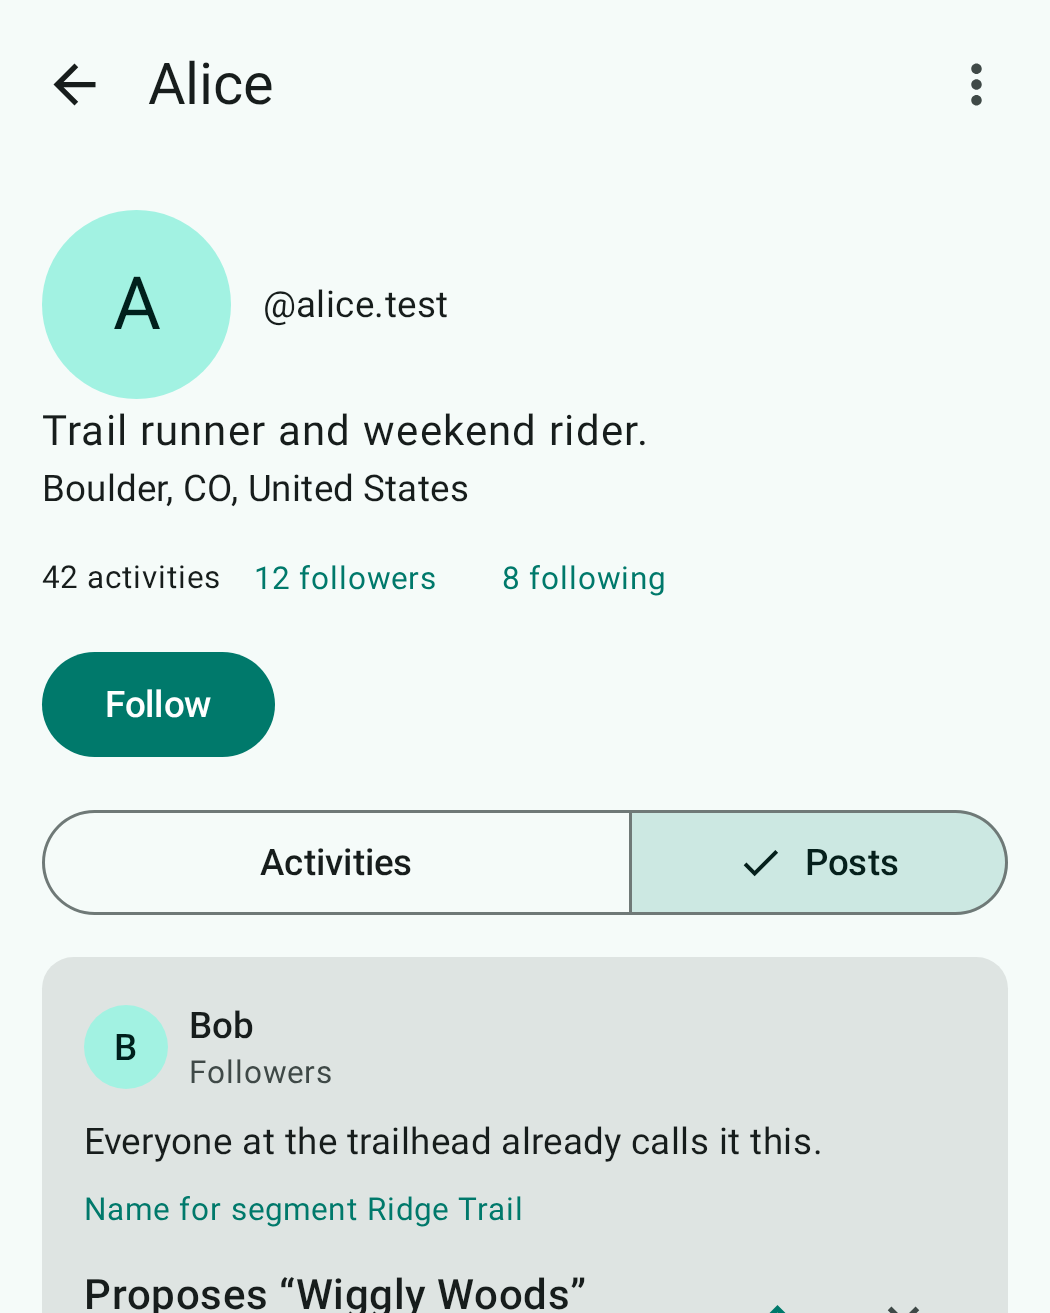 Alice
A
@alice.test
Trail runner and weekend rider.
Boulder, CO, United States
42 activities 12 followers 8 following
Follow
Activities Posts
B
Bob
Followers
Everyone at the trailhead already calls it this.
Name for segment Ridge Trail
Proposes “Wiggly Woods”